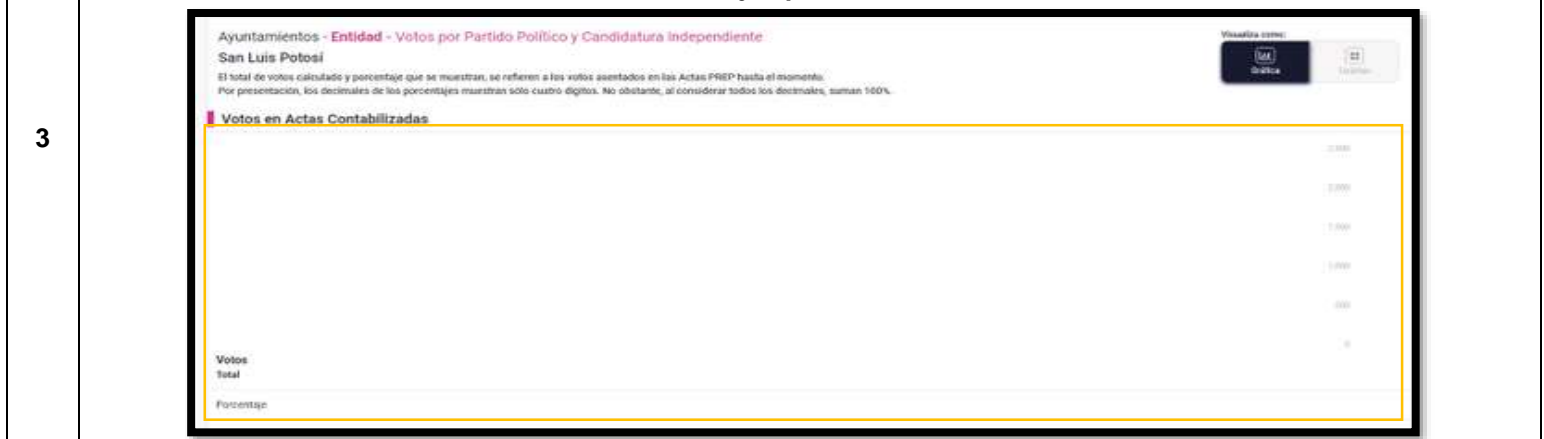 3
Ayuntamientos - Entidad - Votos por Partido Político y Candidatura Independiente
San Luis Potosí
El total de votos calculado y porcentaje que se muestran, se refieren a los votos asentados en las Actas PREP hasta el momento.
Por presentación, los decimales de los porcentajes muestran sólo cuatro dígitos. No obstante, al considerar todos los decimales, suman 100%.
Visualiza como:
Gráfica
Votos en Actas Contabilizadas
500
0
Votos
Total
Porcentaje